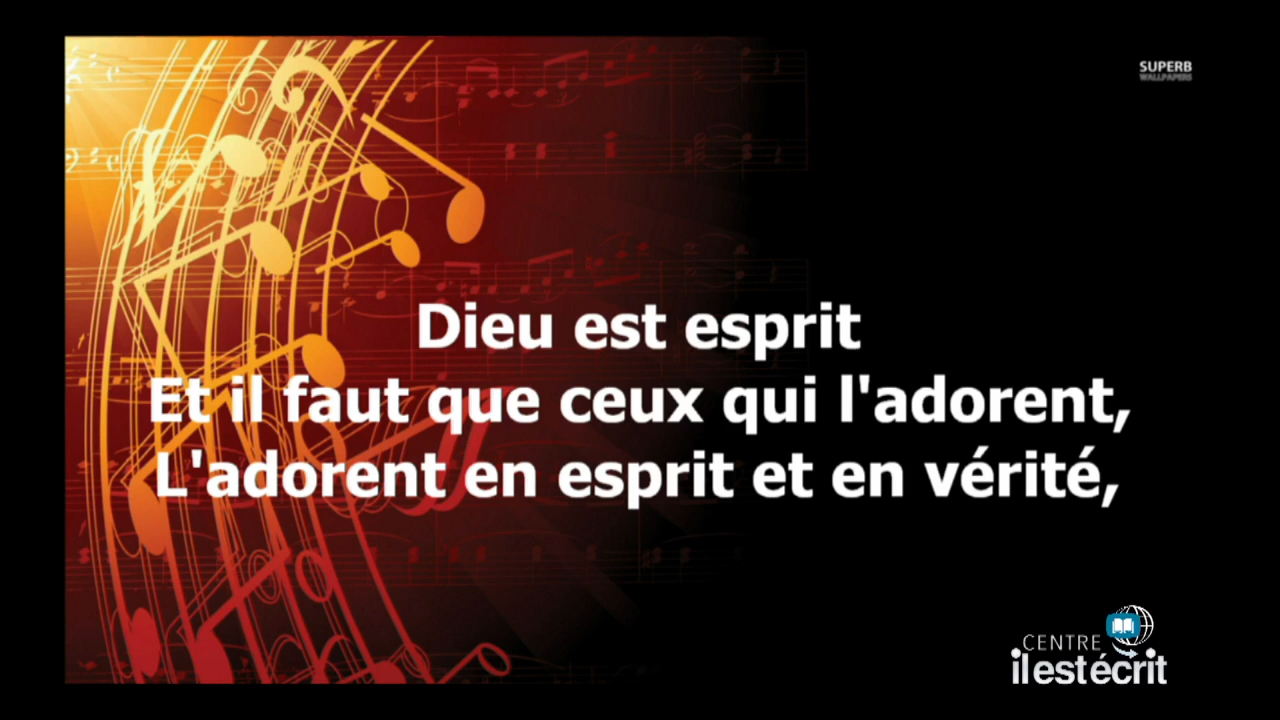 SUPERB
WALLPAPERS
Dieu est esprit
Et il faut que ceux qui l'adorent,
L'adorent en esprit et en vérité,
CENTRE
ilestécrit